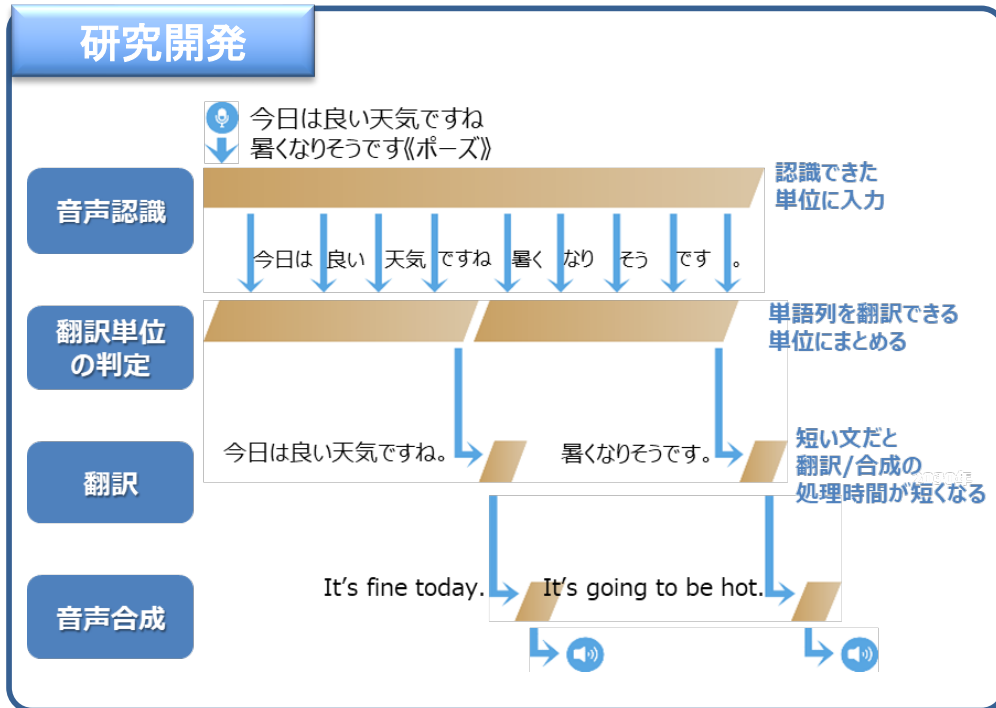 研究開発
今日は良い天気ですね
暑くなりそうです《ポーズ》
音声認識
認識できた
単位に入力
今日は 良い 天気 ですね 暑く なり そう です 。
翻訳単位
の判定
単語列を翻訳できる
単位にまとめる
翻訳
今日は良い天気ですね。
暑くなりそうです。
短い文だと
翻訳/合成の
処理時間が短くなる
音声合成
It's fine today.
It's going to be hot.